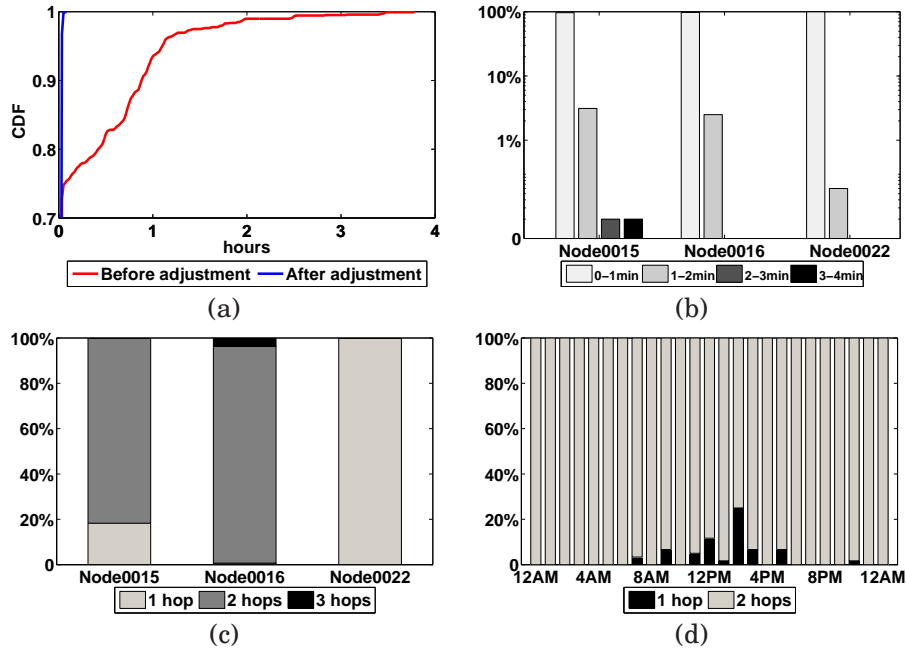 1
0.9
0.8
0.7
CDF
0 1 2 3 4
hours
Before adjustment After adjustment
(a)
100%
10%
1%
0
Node0015 Node0016 Node0022
0-1min 1-2min 2-3min 3-4min
(b)
100%
80%
60%
40%
20%
0
Node0015 Node0016 Node0022
1 hop 2 hops 3 hops
(c)
100%
80%
60%
40%
20%
0
12AM 4AM 8AM 12PM 4PM 8PM 12AM
1 hop 2 hops
(d)